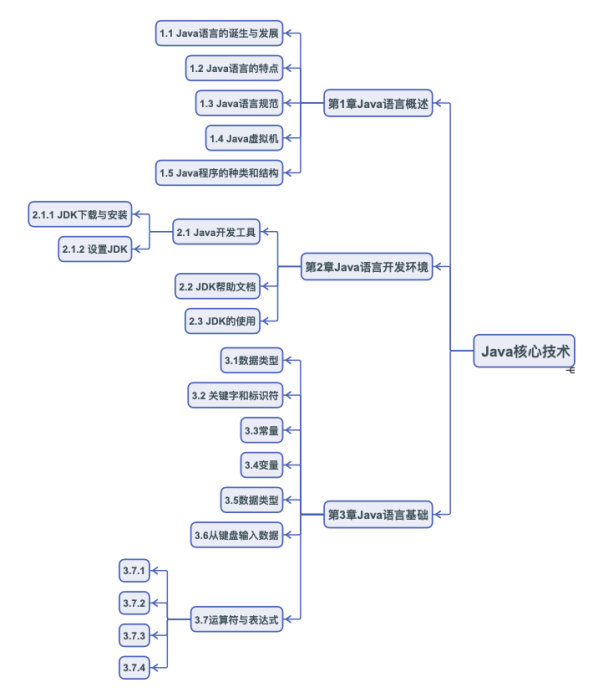 Java核心技术
第1章Java语言概述
1.1 Java语言的诞生与发展
1.2 Java语言的特点
1.3 Java语言规范
1.4 Java虚拟机
1.5 Java程序的种类和结构
第2章Java语言开发环境
2.1 Java开发工具
2.1.1 JDK下载与安装
2.1.2 设置JDK
2.2 JDK帮助文档
2.3 JDK的使用
第3章Java语言基础
3.1数据类型
3.2 关键字和标识符
3.3常量
3.4变量
3.5数据类型
3.6从键盘输入数据
3.7运算符与表达式
3.7.1
3.7.2
3.7.3
3.7.4